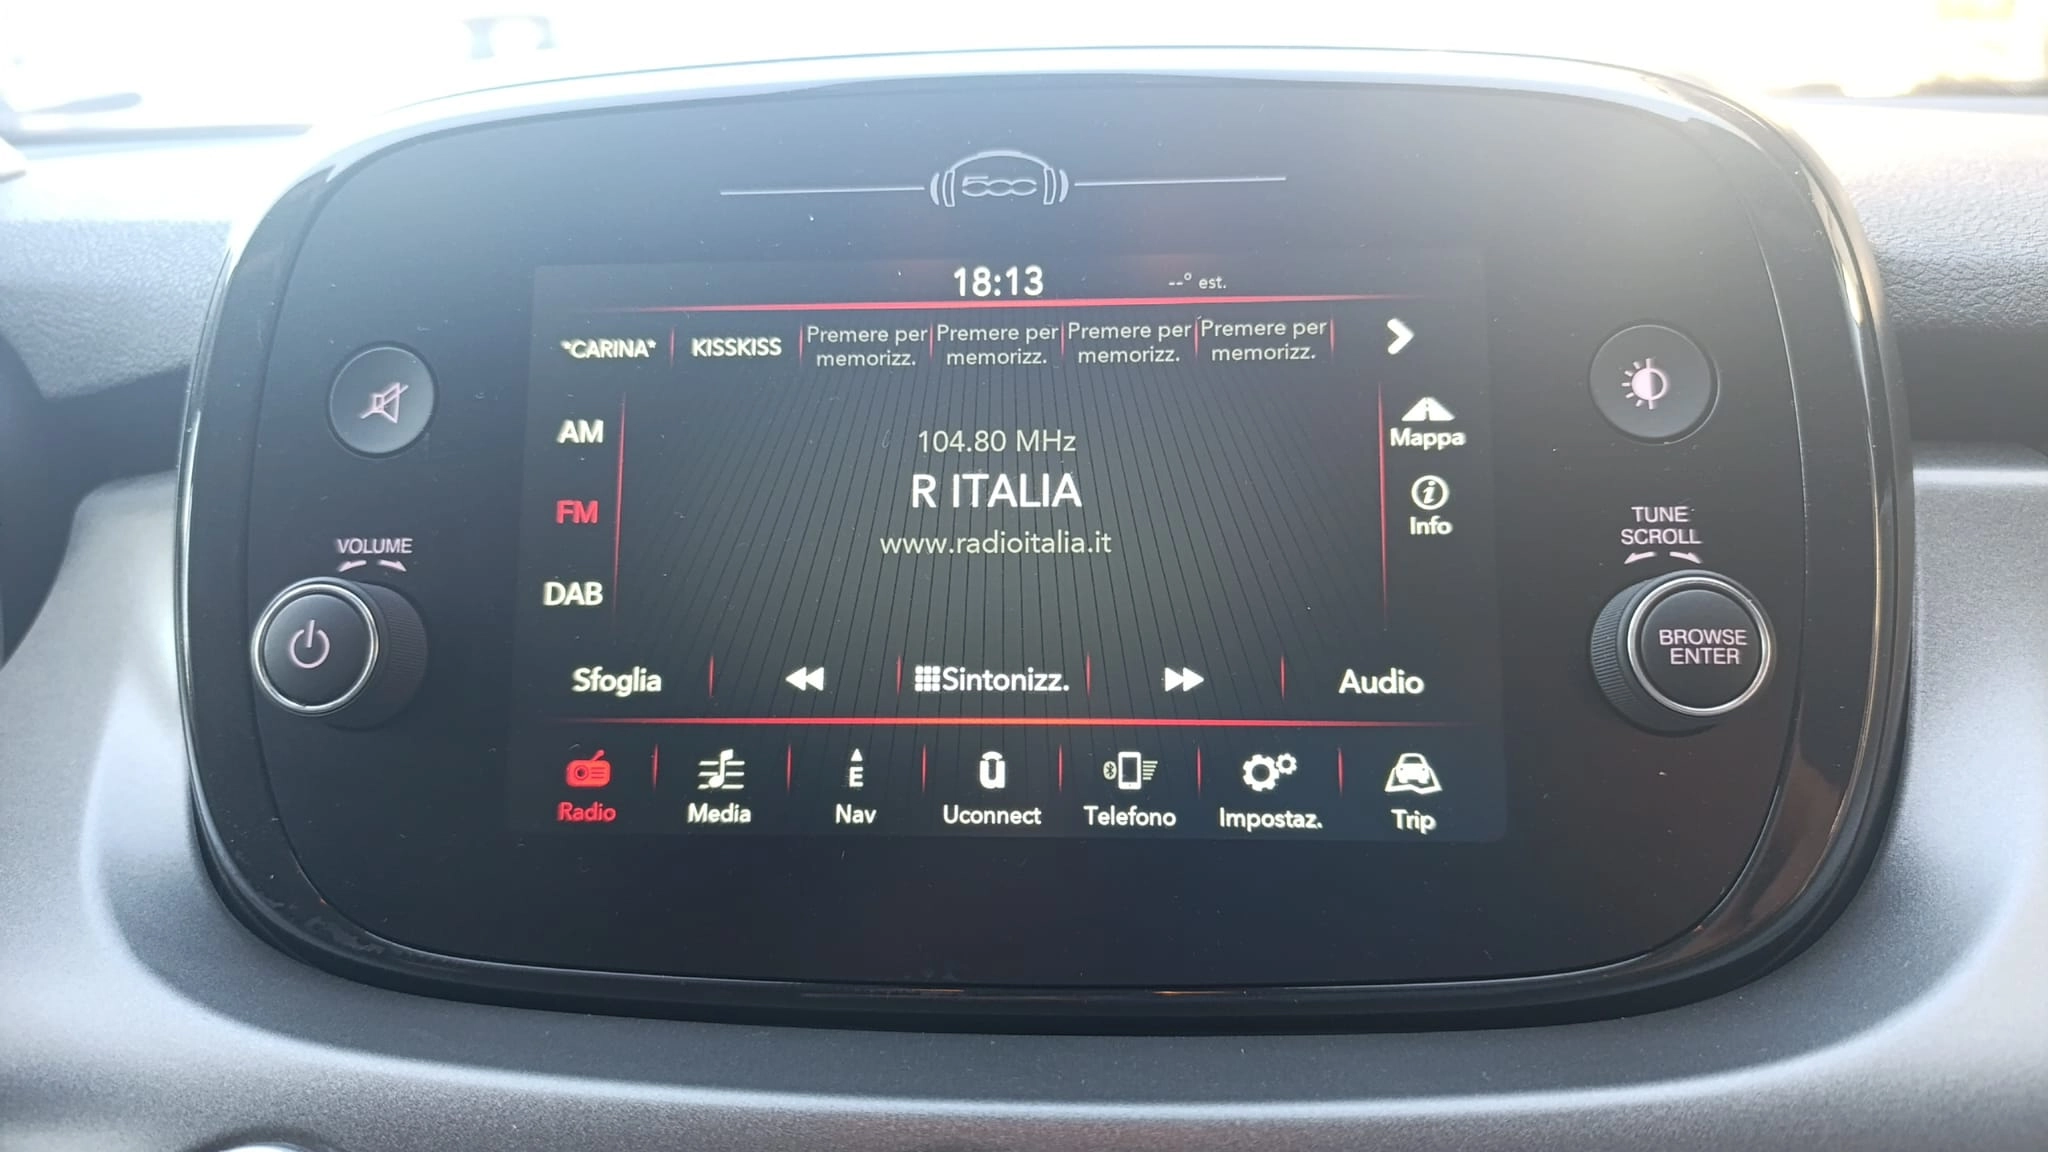 500
18:13
--° est.
*CARINA*
KISSKISS
Premere per
memorizz.
Premere per
memorizz.
Premere per
memorizz.
Premere per
memorizz.
AM
FM
DAB
104.80 MHz
R ITALIA
www.radioitalia.it
Mappa
Info
VOLUME
TUNE
SCROLL
BROWSE
ENTER
Sfoglia
Sintonizz.
Audio
Radio
Media
E
Nav
Uconnect
Telefono
Impostaz.
Trip